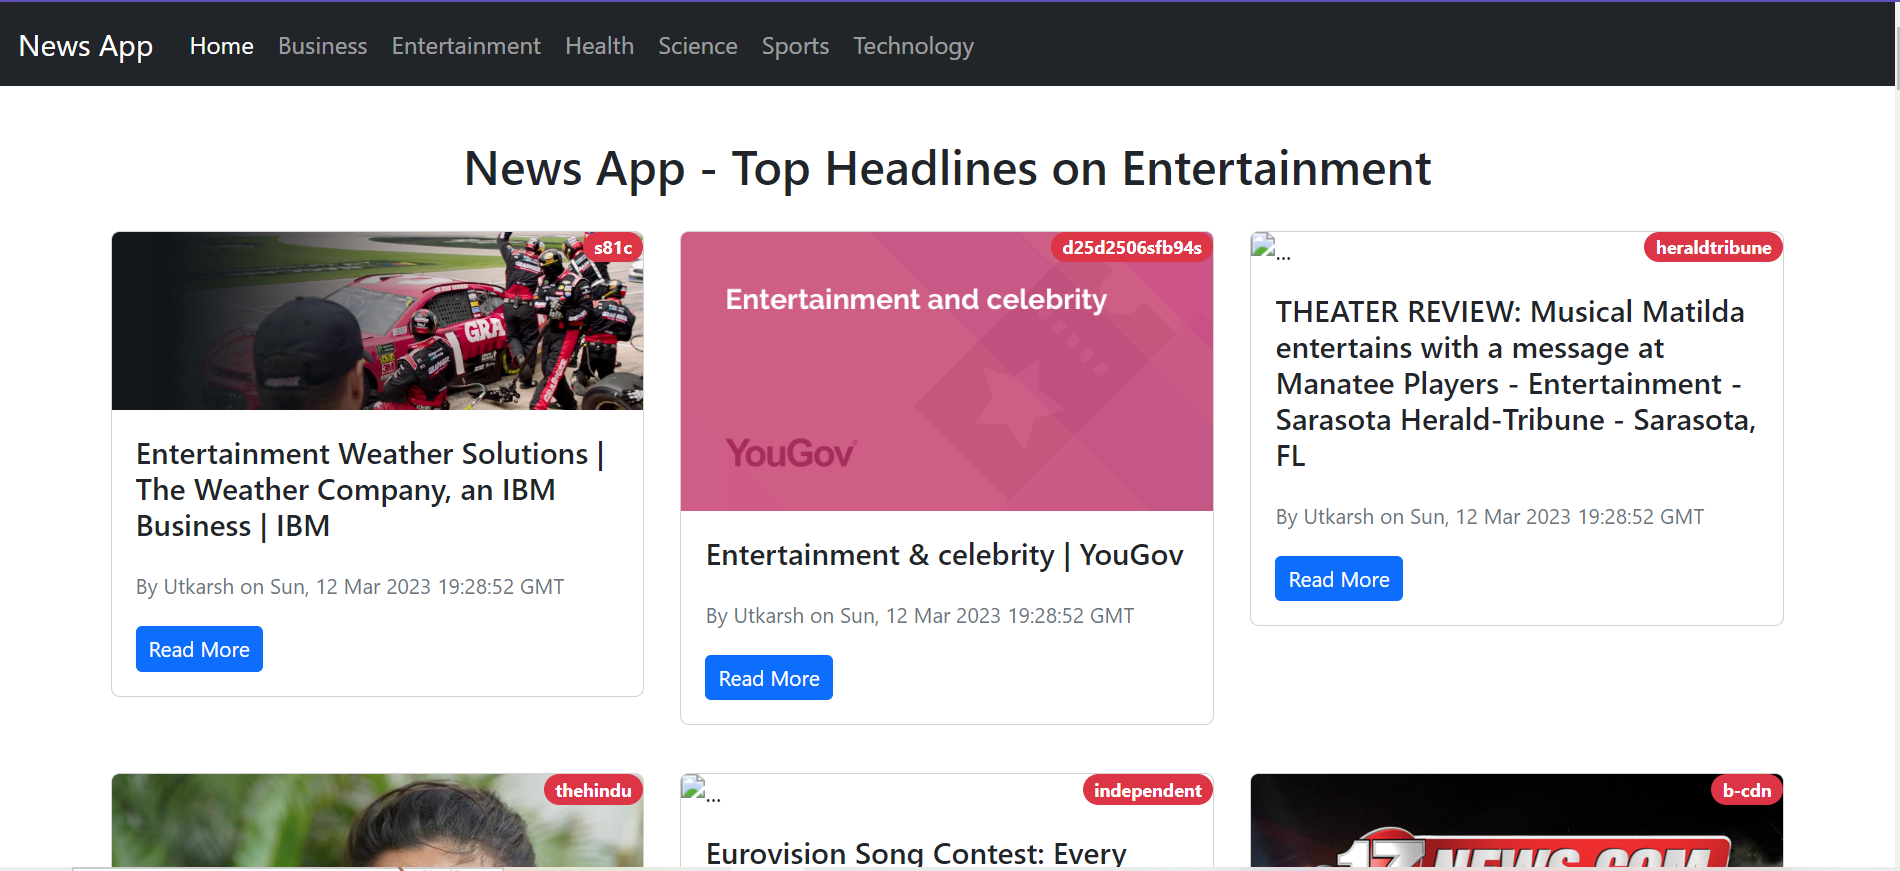 News App Home Business Entertainment Health Science Sports Technology
News App - Top Headlines on Entertainment
s81c
GRA
Entertainment Weather Solutions |
The Weather Company, an IBM
Business | IBM
By Utkarsh on Sun, 12 Mar 2023 19:28:52 GMT
Read More
d25d2506sfb94s
Entertainment and celebrity
YouGov
Entertainment & celebrity | YouGov
By Utkarsh on Sun, 12 Mar 2023 19:28:52 GMT
Read More
...
heraldtribune
THEATER REVIEW: Musical Matilda
entertains with a message at
Manatee Players - Entertainment -
Sarasota Herald-Tribune - Sarasota,
FL
By Utkarsh on Sun, 12 Mar 2023 19:28:52 GMT
Read More
thehindu
...
independent
Eurovision Song Contest: Every
b-cdn
13 NEWS.COM